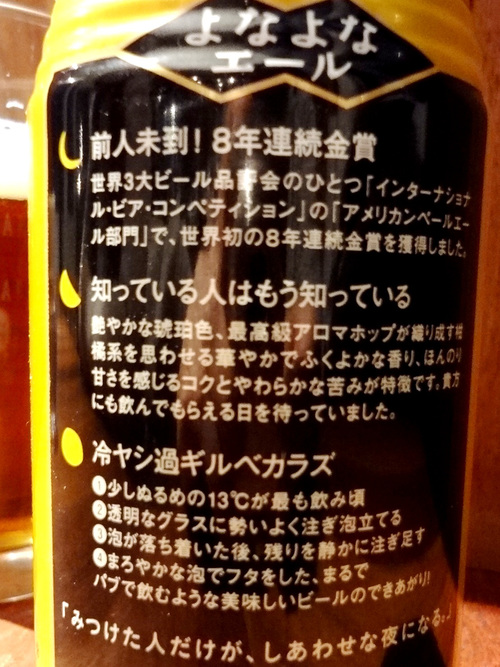 よなよな
エール
前人未到！8年連続金賞
世界3大ビール品評会のひとつ「インターナショナ
ル・ビア・コンペティション」の「アメリカンペールエー
ル部門」で、世界初の8年連続金賞を獲得しました。
知っている人はもう知っている
艶やかな琥珀色、最高級アロマホップが織り成す柑
橘系を思わせる華やかでふくよかな香り、ほんのり
甘さを感じるコクとやわらかな苦みが特徴です。貴方
にも飲んでもらえる日を待っていました。
冷ヤシ過ギルベカラズ
❶少しぬるめの13℃が最も飲み頃
❷透明なグラスに勢いよく注ぎ泡立てる
❸泡が落ち着いた後、残りを静かに注ぎ足す
❹まろやかな泡でフタをした、まるで
パブで飲むような美味しいビールのできあがり！
「みつけた人だけが、しあわせな夜になる。」